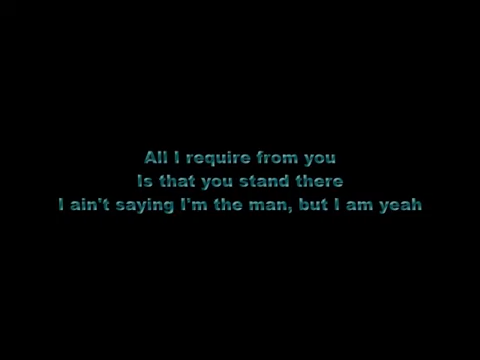 All I require from you
Is that you stand there
I ain't saying I'm the man, but I am yeah